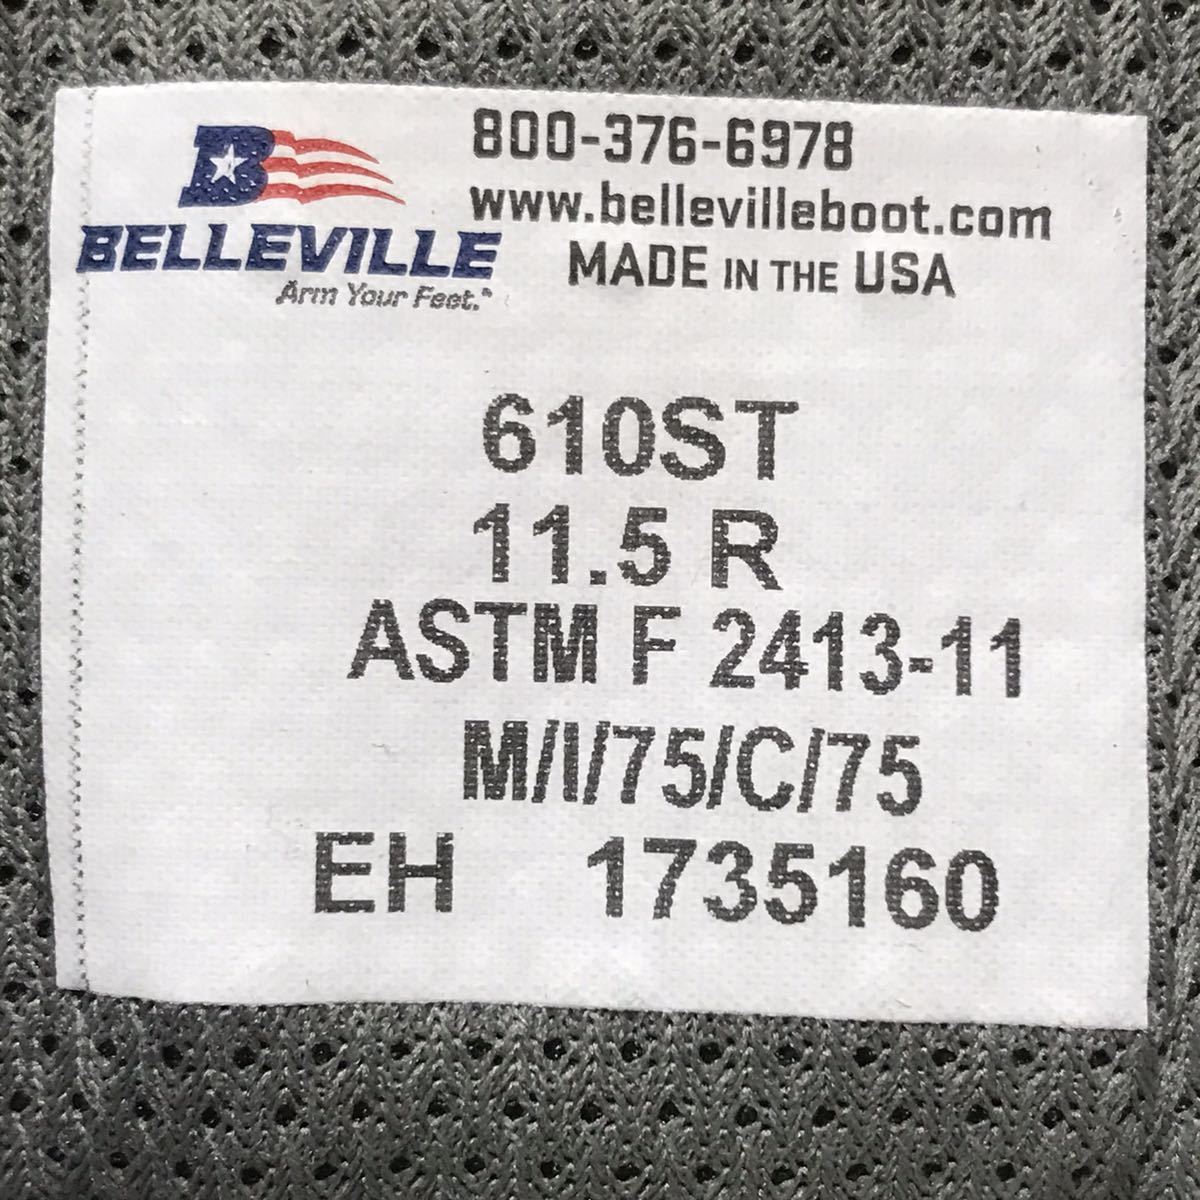 B
BELLEVILLE
Arm Your Feet.™
800-376-6978
www.bellevilleboot.com
MADE IN THE USA
610ST
11.5 R
ASTM F 2413-11
M/I/75/C/75
EH 1735160